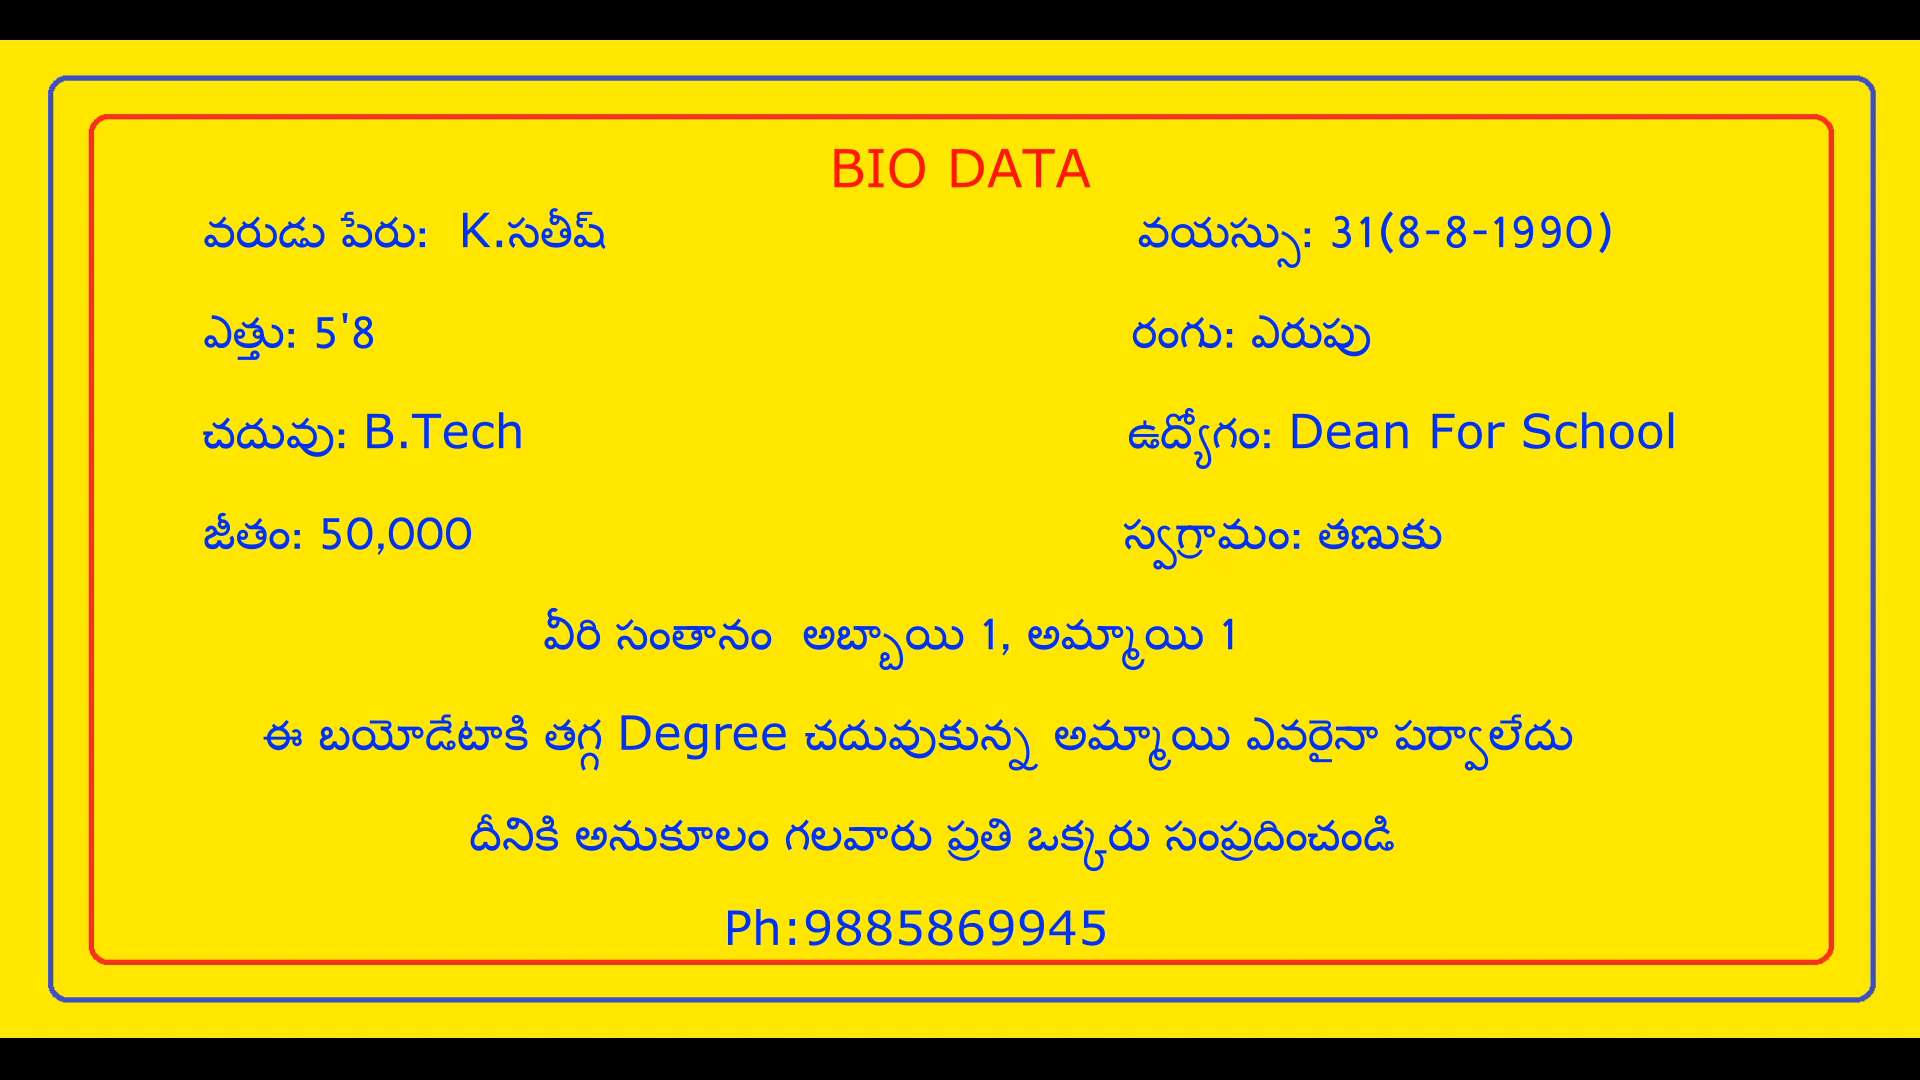 BIO DATA
వరుడు పేరు: K.సతీష్ వయస్సు: 31(8-8-1990)
ఎత్తు: 5'8 రంగు: ఎరుపు
చదువు: B.Tech ఉద్యోగం: Dean For School
జీతం: 50,000 స్వగ్రామం: తణుకు
వీరి సంతానం అబ్బాయి 1, అమ్మాయి 1
ఈ బయోడేటాకి తగ్గ Degree చదువుకున్న అమ్మాయి ఎవరైనా పర్వాలేదు
దీనికి అనుకూలం గలవారు ప్రతి ఒక్కరు సంప్రదించండి
Ph:9885869945